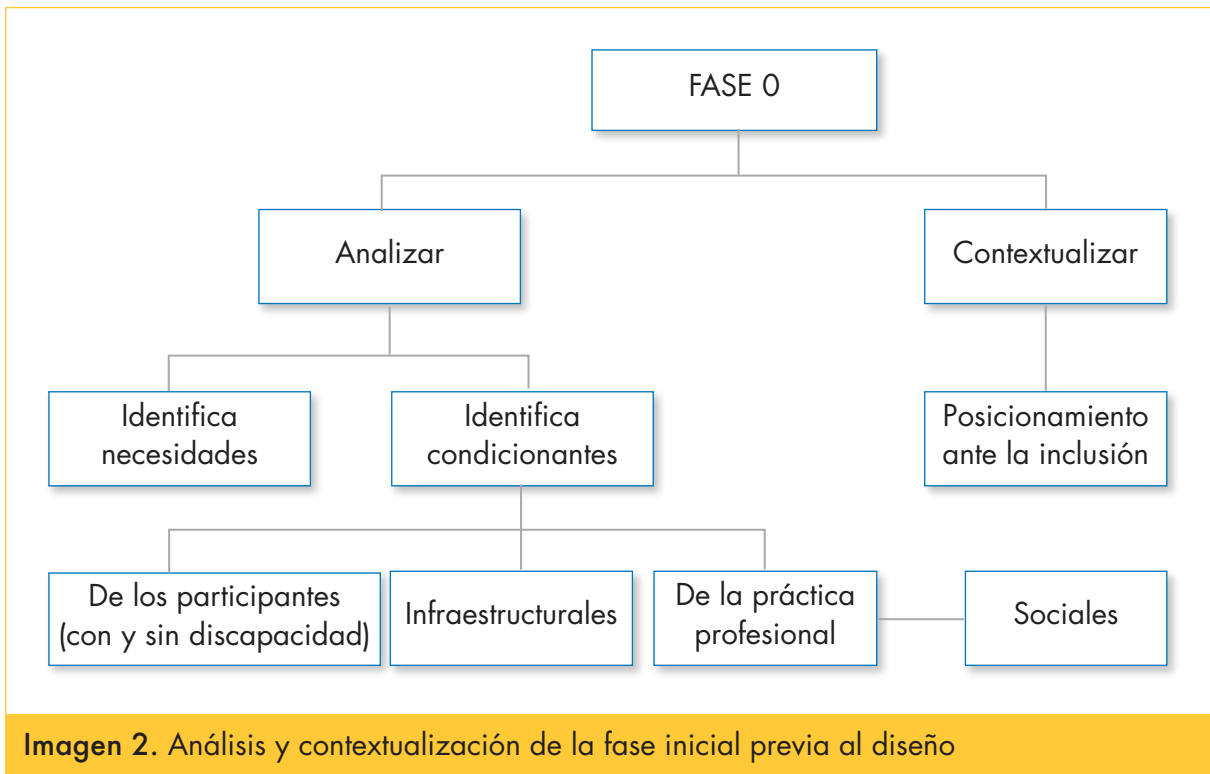 FASE 0
Analizar
Contextualizar
Identifica
necesidades
Identifica
condicionantes
Posicionamiento
ante la inclusión
De los participantes
(con y sin discapacidad)
Infraestructurales
De la práctica
profesional
Sociales
Imagen 2. Análisis y contextualización de la fase inicial previa al diseño